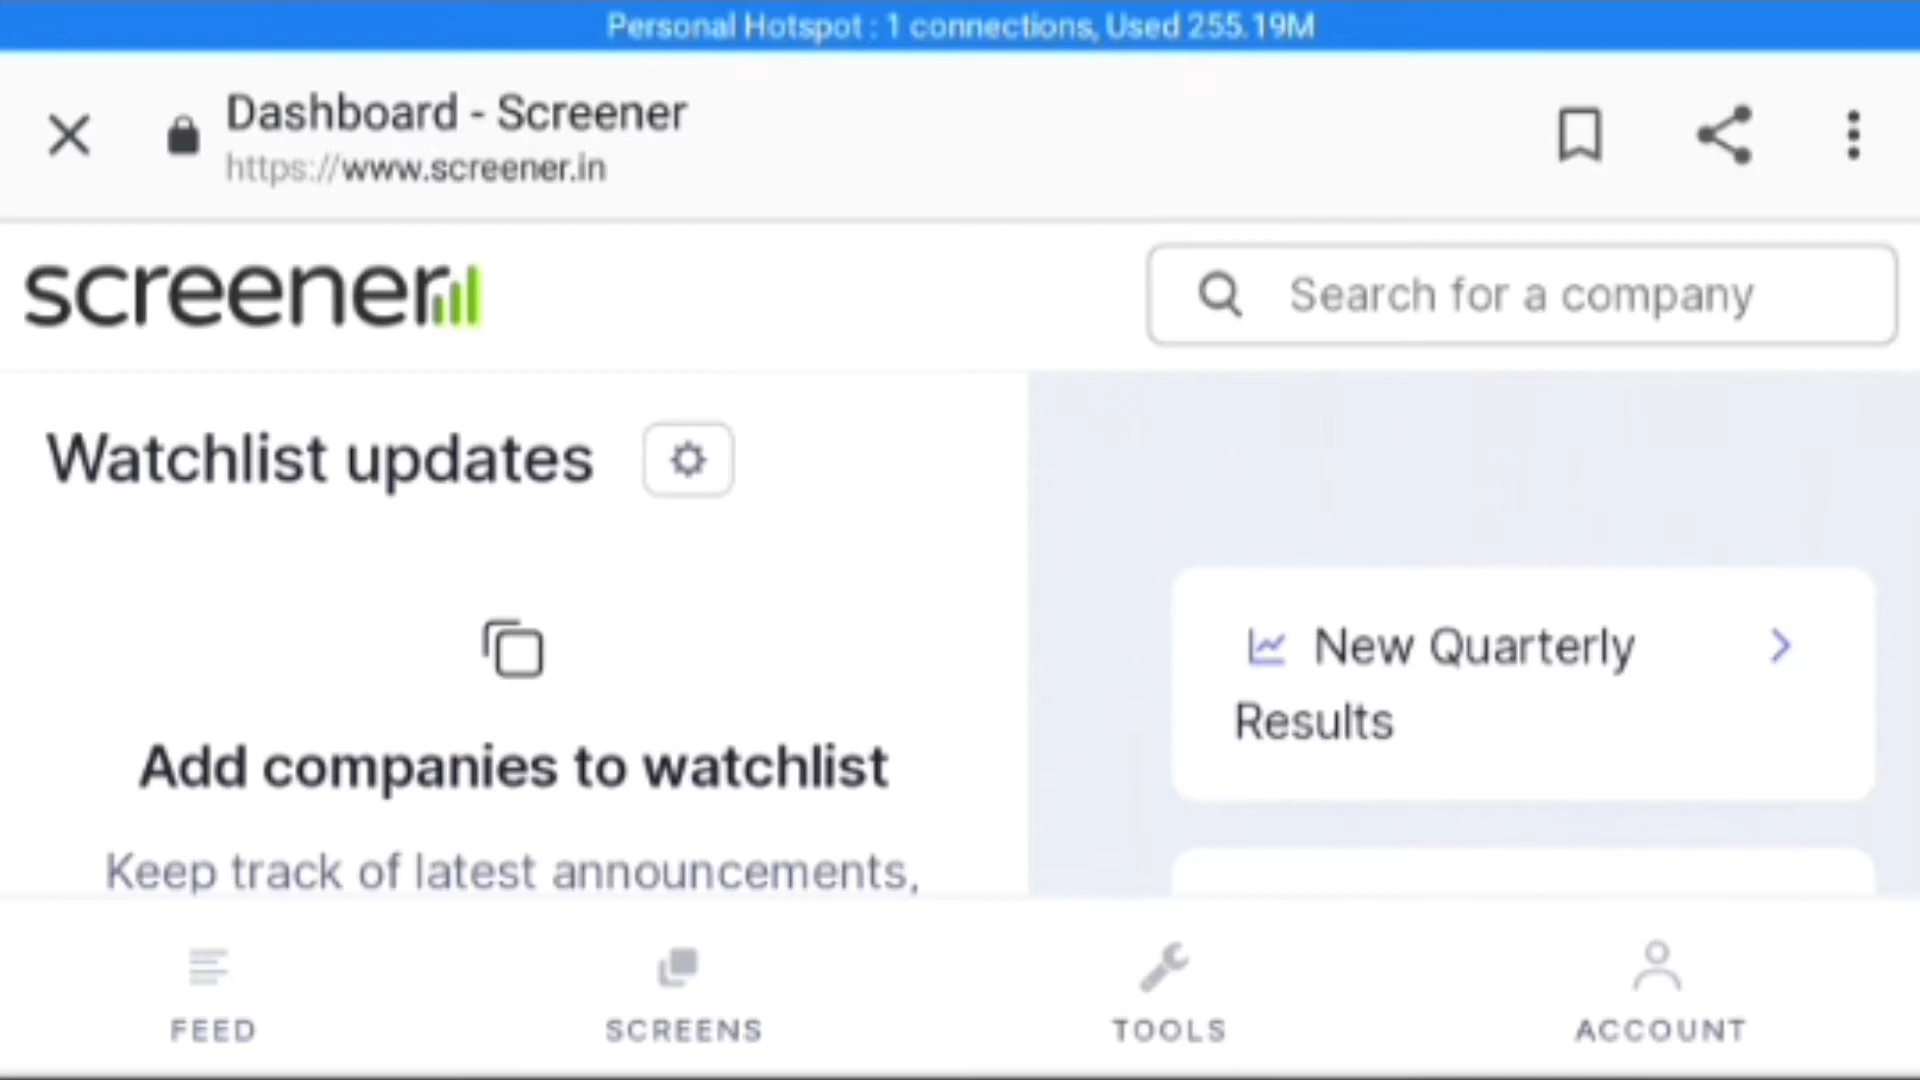 Personal Hotspot : 1 connections, Used 255.19M
Dashboard - Screener
https://www.screener.in
screener
Search for a company
Watchlist updates
New Quarterly
Results
Add companies to watchlist
Keep track of latest announcements,
FEED
SCREENS
TOOLS
ACCOUNT